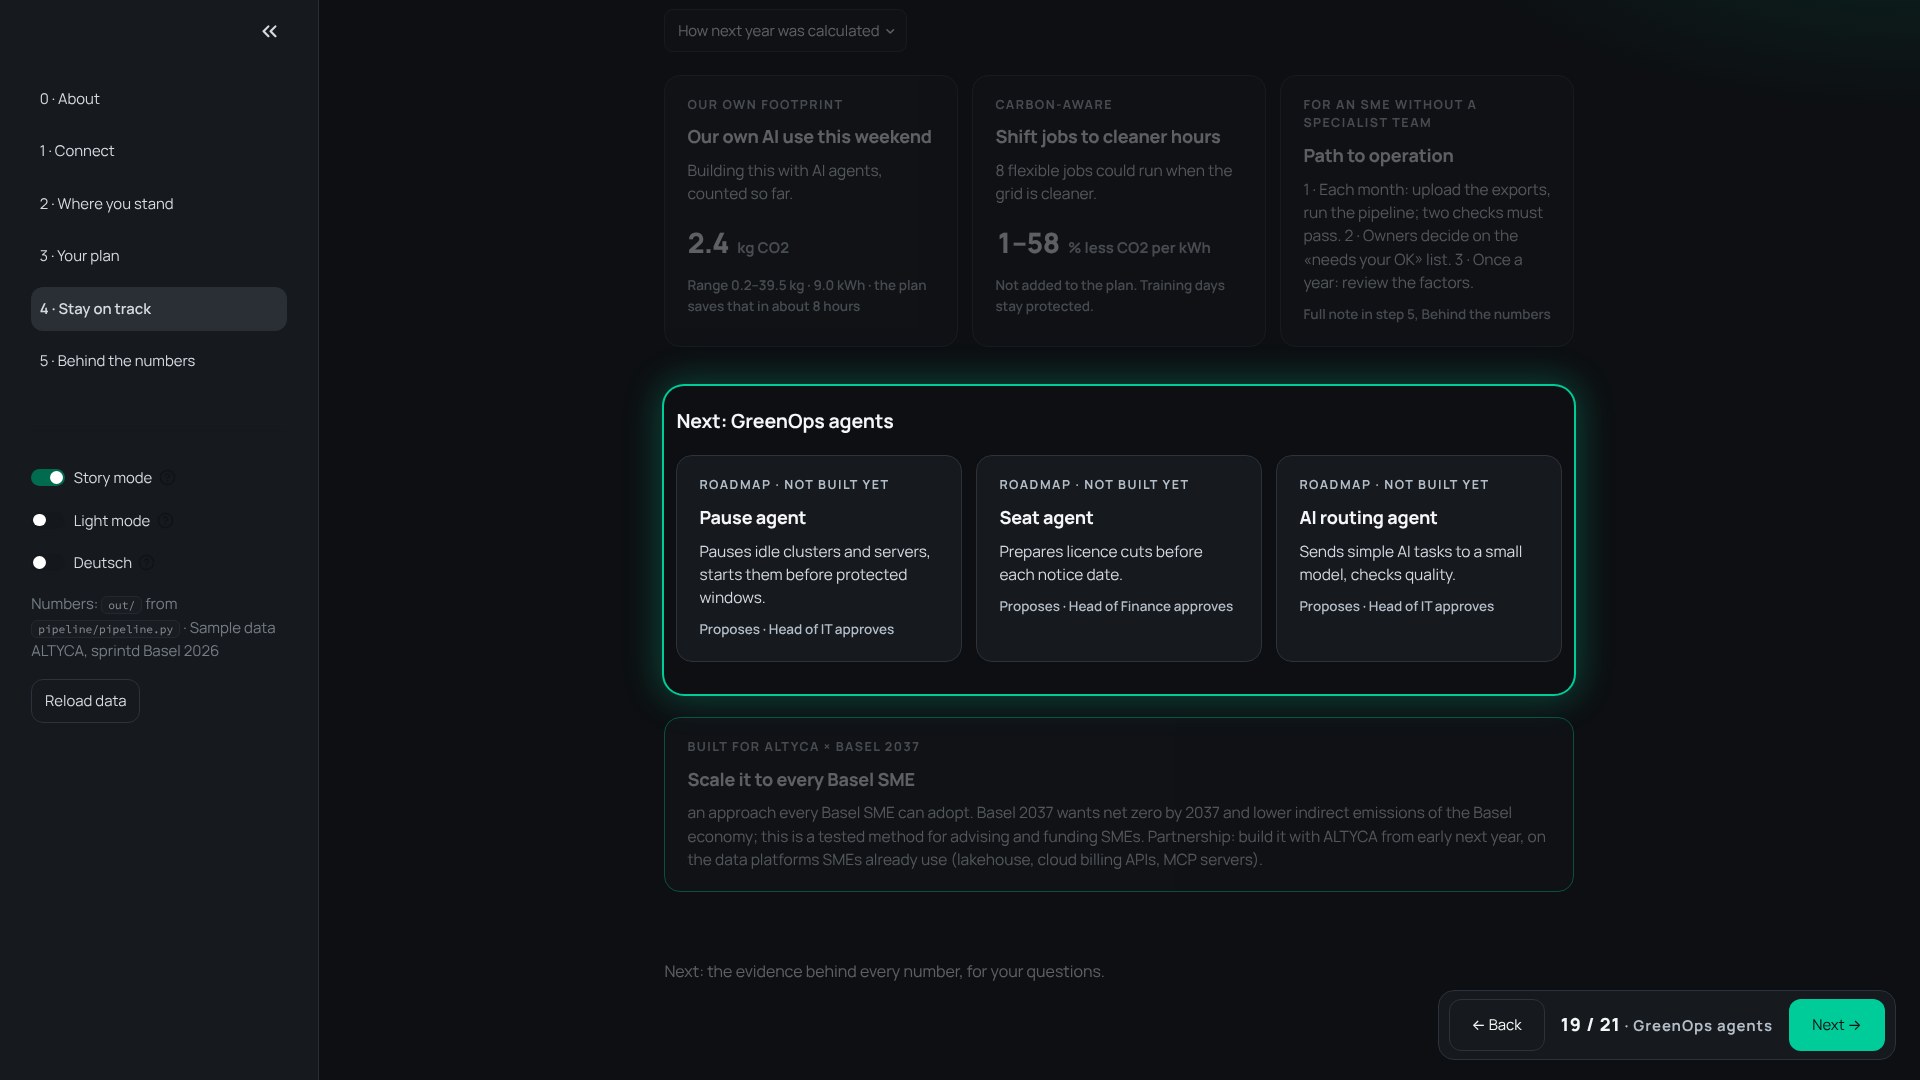 0 · About
1 · Connect
2 · Where you stand
3 · Your plan
4 · Stay on track
5 · Behind the numbers
Story mode
Light mode
Deutsch
Numbers: out/ from
pipeline/pipeline.py · Sample data
ALTYCA, sprintd Basel 2026
Reload data
How next year was calculated
OUR OWN FOOTPRINT
Our own AI use this weekend
Building this with AI agents,
counted so far.
2.4 kg CO2
Range 0.2–39.5 kg · 9.0 kWh · the plan
saves that in about 8 hours
CARBON-AWARE
Shift jobs to cleaner hours
8 flexible jobs could run when the
grid is cleaner.
1–58 % less CO2 per kWh
Not added to the plan. Training days
stay protected.
FOR AN SME WITHOUT A
SPECIALIST TEAM
Path to operation
1 · Each month: upload the exports,
run the pipeline; two checks must
pass. 2 · Owners decide on the
«needs your OK» list. 3 · Once a
year: review the factors.
Full note in step 5, Behind the numbers
Next: GreenOps agents
ROADMAP · NOT BUILT YET
Pause agent
Pauses idle clusters and servers,
starts them before protected
windows.
Proposes · Head of IT approves
ROADMAP · NOT BUILT YET
Seat agent
Prepares licence cuts before
each notice date.
Proposes · Head of Finance approves
ROADMAP · NOT BUILT YET
AI routing agent
Sends simple AI tasks to a small
model, checks quality.
Proposes · Head of IT approves
BUILT FOR ALTYCA × BASEL 2037
Scale it to every Basel SME
an approach every Basel SME can adopt. Basel 2037 wants net zero by 2037 and lower indirect emissions of the Basel
economy; this is a tested method for advising and funding SMEs. Partnership: build it with ALTYCA from early next year, on
the data platforms SMEs already use (lakehouse, cloud billing APIs, MCP servers).
Next: the evidence behind every number, for your questions.
← Back
19 / 21 · GreenOps agents
Next →